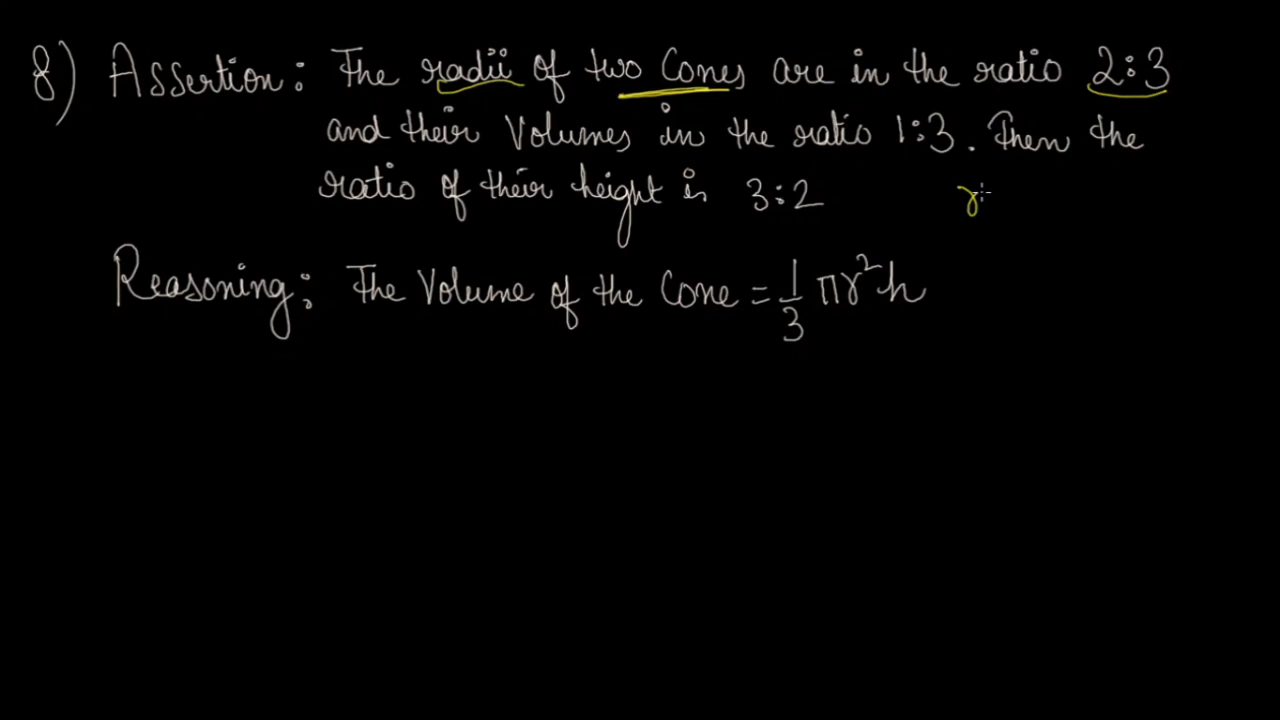 8) Assertion: The radii of two Cones are in the ratio 2:3
and their Volumes in the ratio 1:3. Then the
ratio of their height is 3:2 r
Reasoning: The Volume of the Cone = 1/3 πr²h